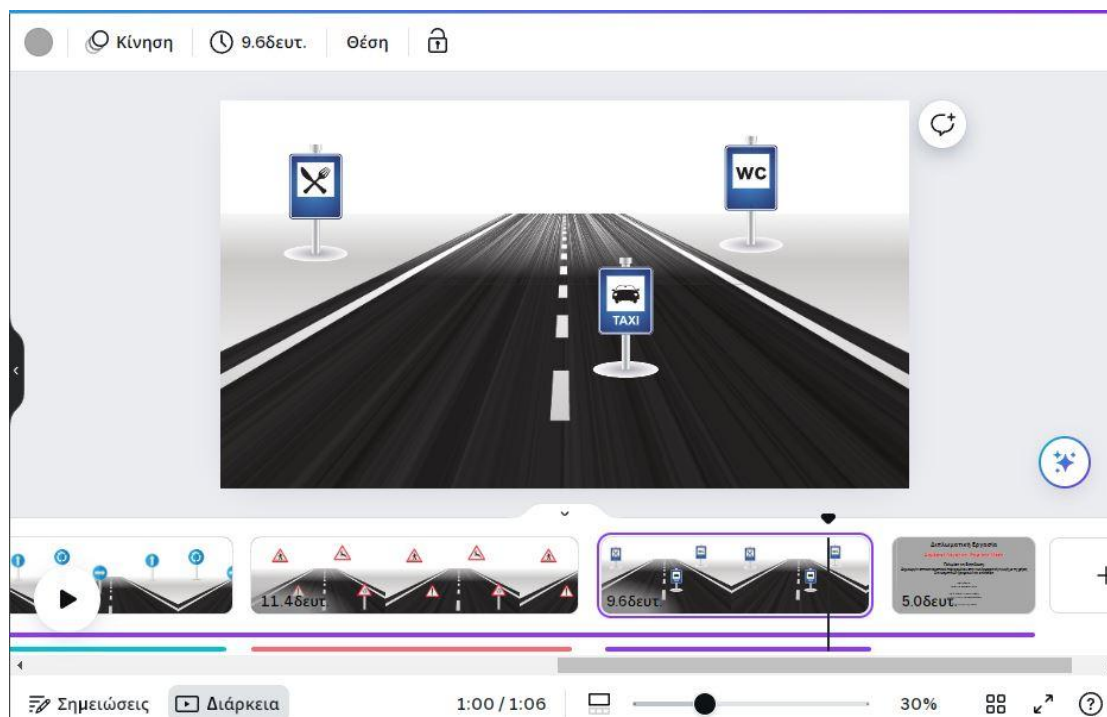 Κίνηση
9.6δευτ.
Θέση
WC
TAXI
11.4δευτ.
9.6δευτ.
5.0δευτ.
Διπλωματική Εργασία
Σημειώσεις
Διάρκεια
1:00 / 1:06
30%